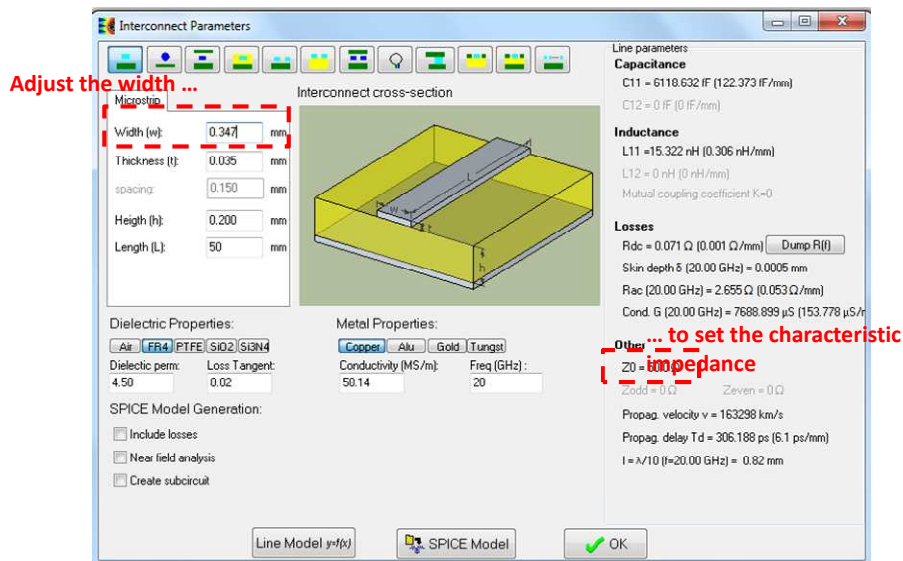 Interconnect Parameters
Adjust the width ...
Microstrip
Width (w): 0.347 mm
Thickness (t): 0.035 mm
spacing: 0.150 mm
Heigth (h): 0.200 mm
Length (L): 50 mm
Interconnect cross-section
L
w
t
h
Line parameters
Capacitance
C11 = 6118.632 fF (122.373 fF/mm)
C12 = 0 fF (0 fF/mm)
Inductance
L11 =15.322 nH (0.306 nH/mm)
L12 = 0 nH (0 nH/mm)
Mutual coupling coefficient K=0
Losses
Rdc = 0.071 Ω (0.001 Ω/mm) Dump R(f)
Skin depth δ (20.00 GHz) = 0.0005 mm
Rac (20.00 GHz) = 2.655 Ω (0.053 Ω/mm)
Cond. G (20.00 GHz) = 7688.899 µS (153.778 µS/
... to set the characteristic
impedance
Other
Z0 =
Zodd = 0 Ω Zeven = 0 Ω
Propag. velocity v = 163298 km/s
Propag. delay Td = 306.188 ps (6.1 ps/mm)
l = λ/10 (f=20.00 GHz) = 0.82 mm
Dielectric Properties:
Air FR4 PTFE SiO2 Si3N4
Dielectic perm: Loss Tangent:
4.50 0.02
Metal Properties:
Copper Alu Gold Tungst
Conductivity (MS/m): Freq (GHz) :
50.14 20
SPICE Model Generation:
Include losses
Near field analysis
Create subcircuit
Line Model y=f(x) SPICE Model OK